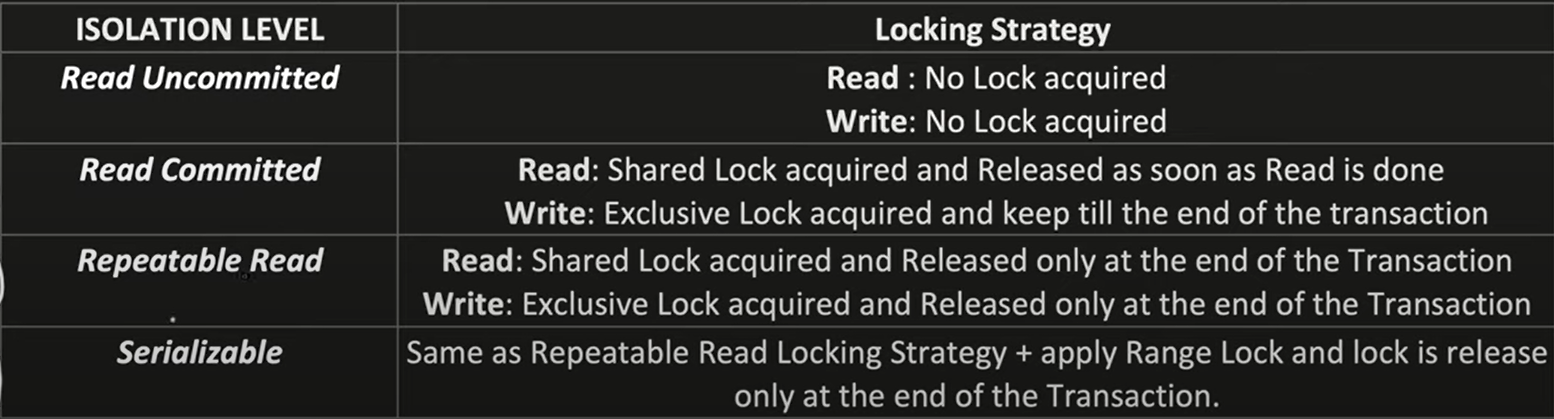 ISOLATION LEVEL
Locking Strategy
Read Uncommitted
Read : No Lock acquired
Write: No Lock acquired
Read Committed
Read: Shared Lock acquired and Released as soon as Read is done
Write: Exclusive Lock acquired and keep till the end of the transaction
Repeatable Read
Read: Shared Lock acquired and Released only at the end of the Transaction
Write: Exclusive Lock acquired and Released only at the end of the Transaction
Serializable
Same as Repeatable Read Locking Strategy + apply Range Lock and lock is release
only at the end of the Transaction.